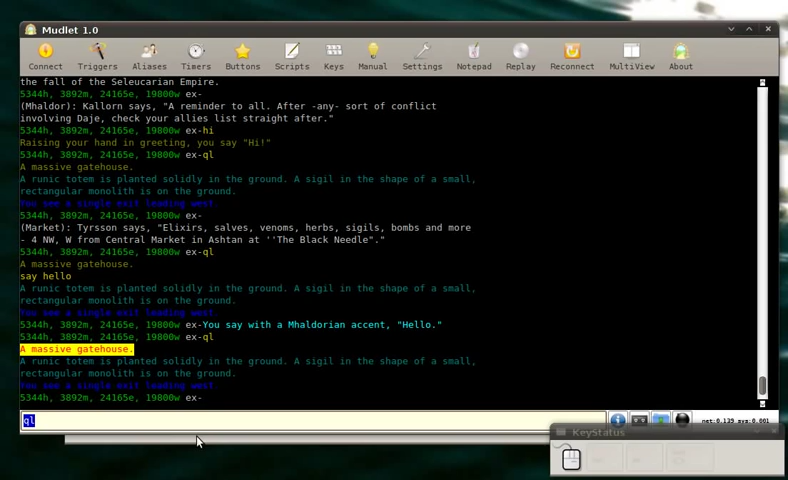 Mudlet 1.0
Connect Triggers Aliases Timers Buttons Scripts Keys Manual Settings Notepad Replay Reconnect MultiView About
the fall of the Seleucarian Empire.
5344h, 3892m, 24165e, 19800w ex-
(Mhaldor): Kallorn says, "A reminder to all. After -any- sort of conflict
involving Daje, check your allies list straight after."
5344h, 3892m, 24165e, 19800w ex-hi
Raising your hand in greeting, you say "Hi!"
5344h, 3892m, 24165e, 19800w ex-ql
A massive gatehouse.
A runic totem is planted solidly in the ground. A sigil in the shape of a small,
rectangular monolith is on the ground.
You see a single exit leading west.
5344h, 3892m, 24165e, 19800w ex-
(Market): Tyrsson says, "Elixirs, salves, venoms, herbs, sigils, bombs and more
- 4 NW, W from Central Market in Ashtan at ''The Black Needle"."
5344h, 3892m, 24165e, 19800w ex-ql
A massive gatehouse.
say hello
A runic totem is planted solidly in the ground. A sigil in the shape of a small,
rectangular monolith is on the ground.
You see a single exit leading west.
5344h, 3892m, 24165e, 19800w ex-You say with a Mhaldorian accent, "Hello."
5344h, 3892m, 24165e, 19800w ex-ql
A massive gatehouse.
A runic totem is planted solidly in the ground. A sigil in the shape of a small,
rectangular monolith is on the ground.
You see a single exit leading west.
5344h, 3892m, 24165e, 19800w ex-
ql
net:0.139 sys:0.001
KeyStatus